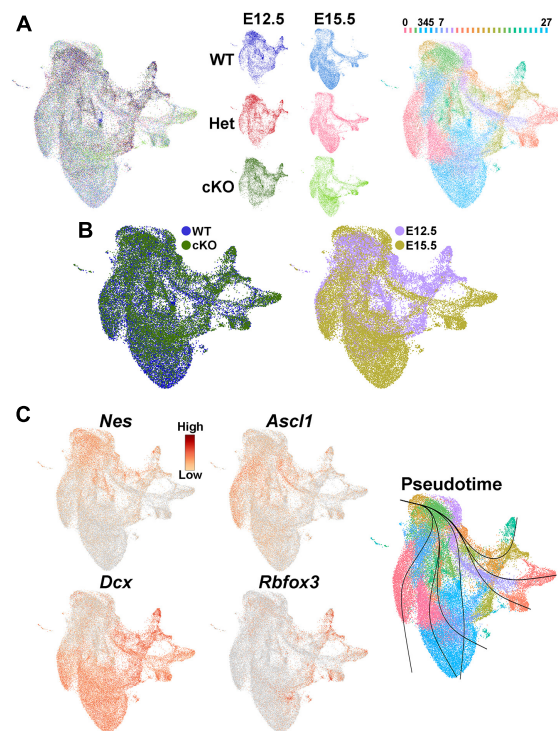 A
E12.5 E15.5
WT
Het
cKO
0 345 7 27
B
WT
cKO
E12.5
E15.5
C
Nes
High
Low
Ascl1
Pseudotime
Dcx
Rbfox3